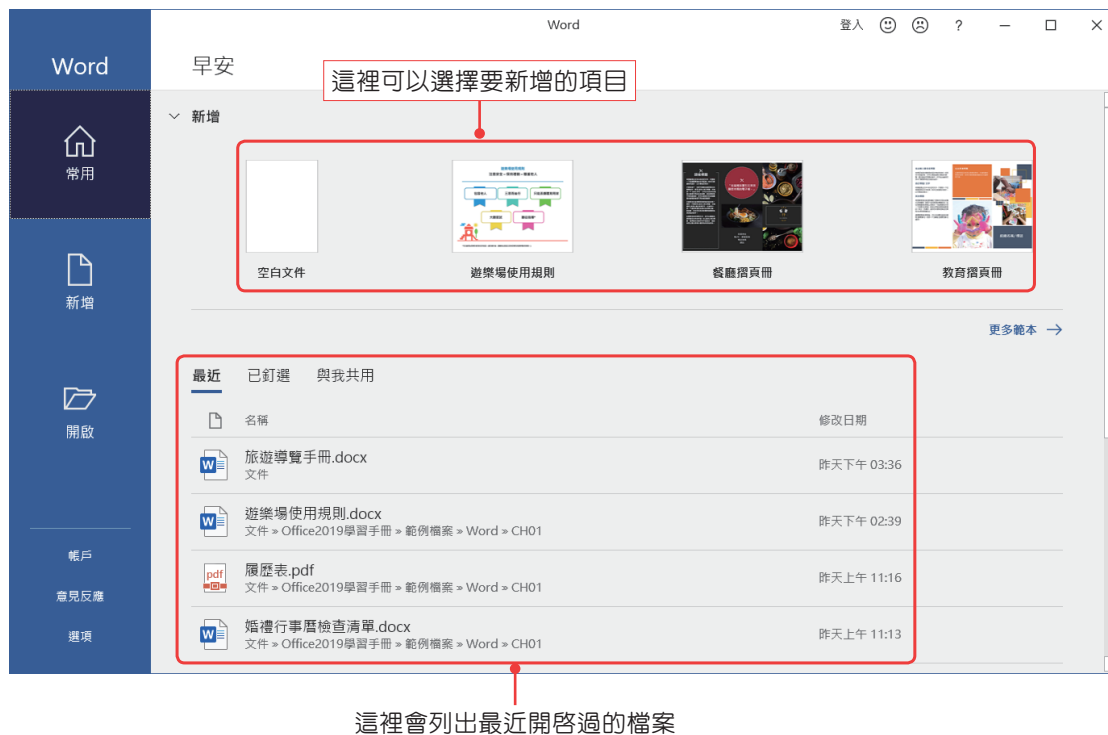 Word
登入
?
Word
早安
這裡可以選擇要新增的項目
新增
常用
空白文件
遊樂場使用規則
餐廳摺頁冊
教育摺頁冊
新增
更多範本
最近 已釘選 與我共用
開啟
名稱 修改日期
旅遊導覽手冊.docx
文件
昨天下午 03:36
遊樂場使用規則.docx
文件 » Office2019學習手冊 » 範例檔案 » Word » CH01
昨天下午 02:39
帳戶
pdf
履歷表.pdf
文件 » Office2019學習手冊 » 範例檔案 » Word » CH01
昨天上午 11:16
意見反應
婚禮行事曆檢查清單.docx
文件 » Office2019學習手冊 » 範例檔案 » Word » CH01
昨天上午 11:13
選項
這裡會列出最近開啓過的檔案